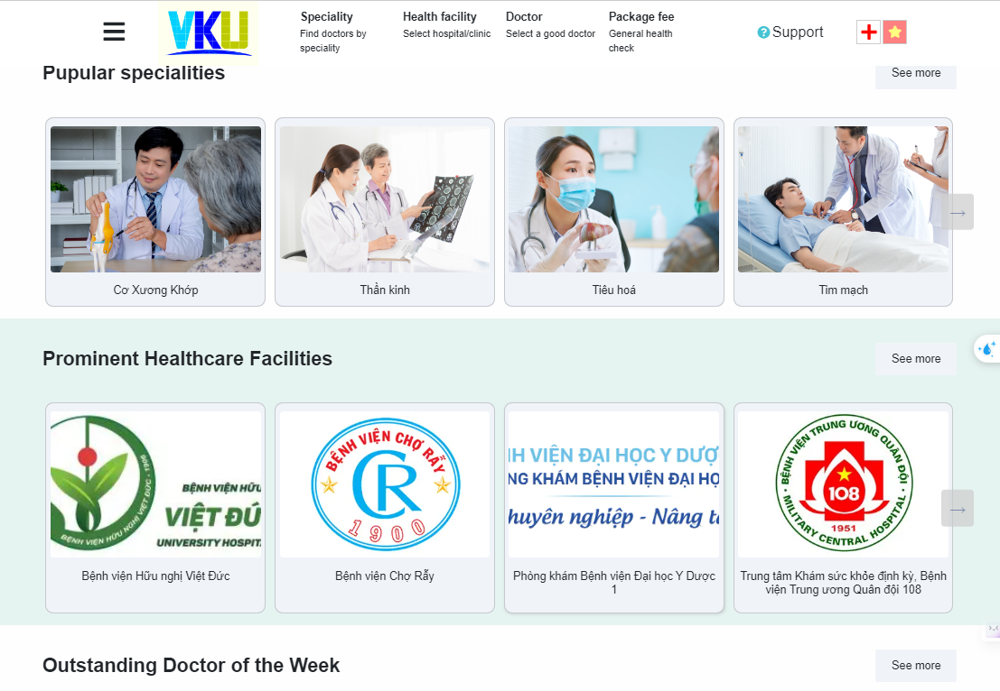 VKU
Speciality
Find doctors by
speciality
Health facility
Select hospital/clinic
Doctor
Select a good doctor
Package fee
General health
check
? Support
Pupular specialities
See more
Cơ Xương Khớp
Thần kinh
Tiêu hoá
Tim mạch
→
Prominent Healthcare Facilities
See more
BỆNH VIỆN HỮU NGHỊ VIỆT ĐỨC · 1906
BỆNH VIỆN HỮU
VIỆT ĐỨ
UNIVERSITY HOSPIT
BỆNH VIỆN CHỢ RẪY
CR
1900
H VIỆN ĐẠI HỌC Y DƯỢ
NG KHÁM BỆNH VIỆN ĐẠI HỌ
huyên nghiệp - Nâng t
BỆNH VIỆN TRUNG ƯƠNG QUÂN ĐỘI
108
1951
MILITARY CENTRAL HOSPITAL
→
Bệnh viện Hữu nghị Việt Đức
Bệnh viện Chợ Rẫy
Phòng khám Bệnh viện Đại học Y Dược
1
Trung tâm Khám sức khỏe định kỳ, Bệnh
viện Trung ương Quân đội 108
Outstanding Doctor of the Week
See more